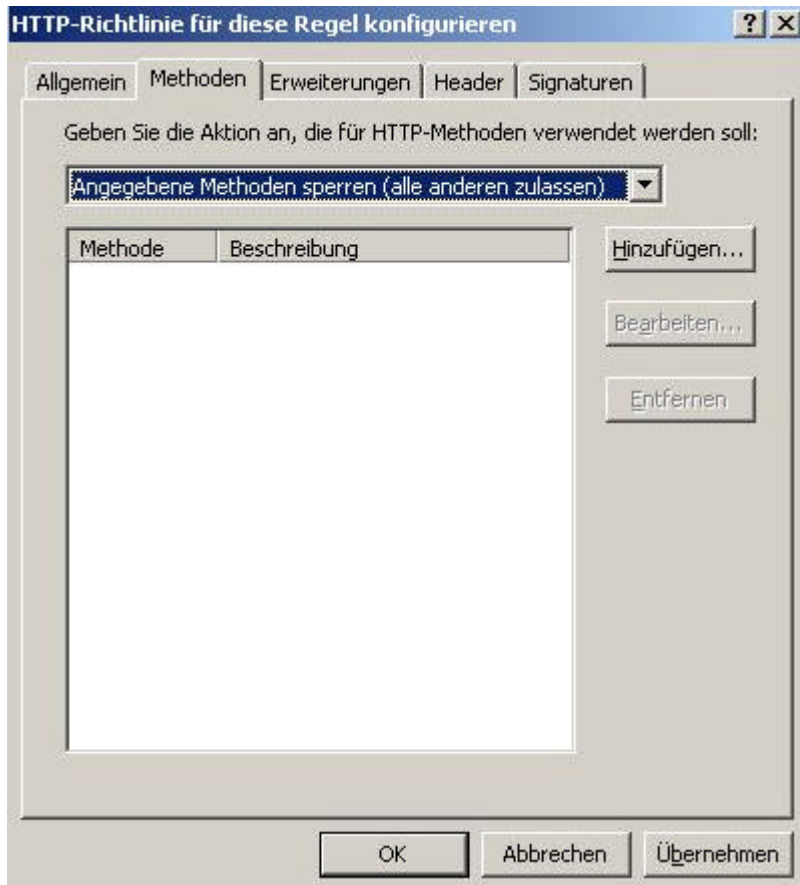 HTTP-Richtlinie für diese Regel konfigurieren
Allgemein Methoden Erweiterungen Header Signaturen
Geben Sie die Aktion an, die für HTTP-Methoden verwendet werden soll:
Angegebene Methoden sperren (alle anderen zulassen)
Methode Beschreibung
Hinzufügen...
Bearbeiten...
Entfernen
OK Abbrechen Übernehmen